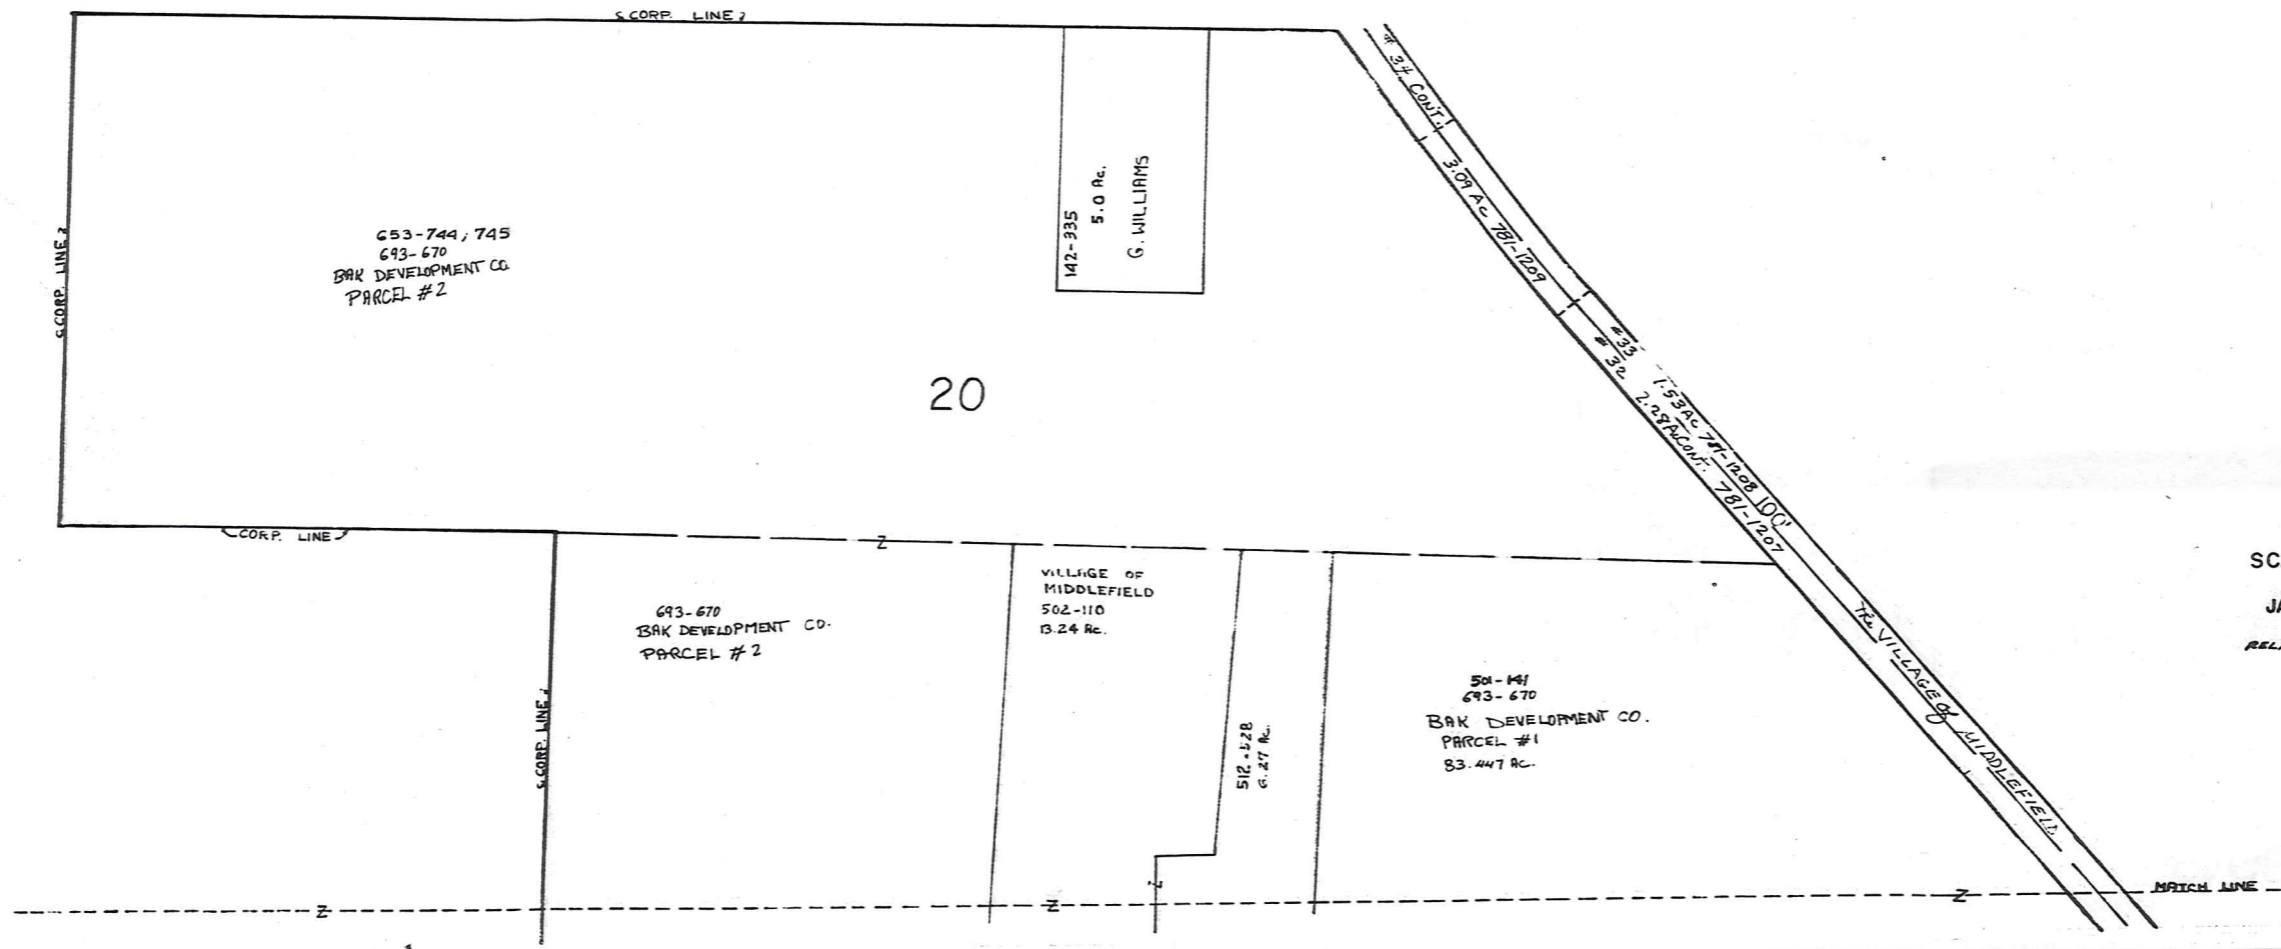 CORP. LINE
CORP. LINE
653-744, 745
693-670
BAK DEVELOPMENT CO.
PARCEL #2
142-335
5.0 Ac.
G. WILLIAMS
20
# 34 CONT.
3.09 Ac 781-1209
# 33
# 32
1.53 Ac 781-1208
2.28 Ac CONT. 781-1207
100'
The VILLAGE of MIDDLEFIELD
CORP. LINE
Z
693-670
BAK DEVELOPMENT CO.
PARCEL # 2
CORP. LINE
VILLAGE OF
MIDDLEFIELD
502-110
13.24 Ac.
6.27 Ac.
693-670
BAK DEVELOPMENT CO.
PARCEL #1
83.447 Ac.
SC
JA
REL
Z
Z
Z
Z
MATCH LINE